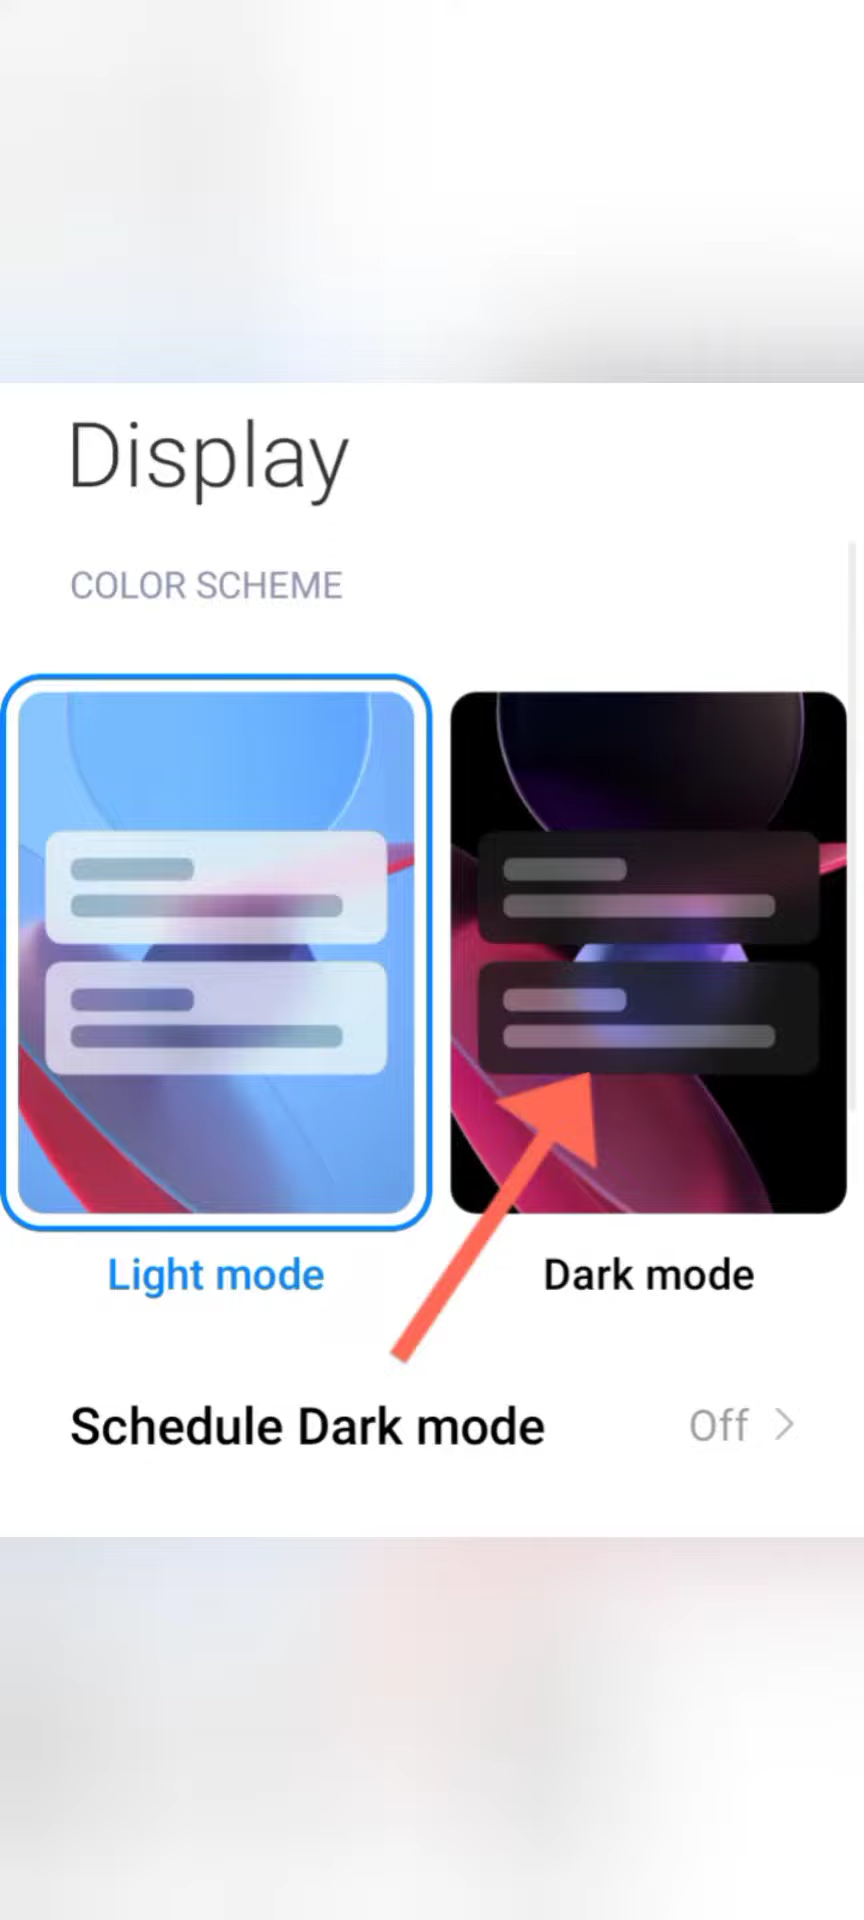 Display
COLOR SCHEME
Light mode
Dark mode
Schedule Dark mode
Off